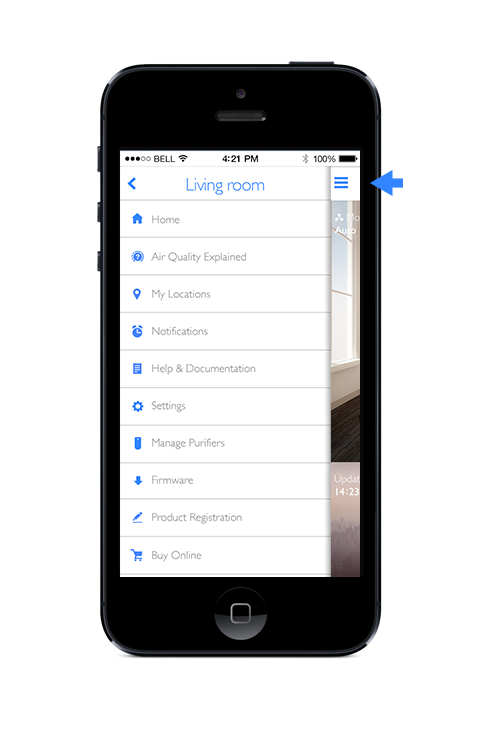 BELL 4:21 PM 100%
Living room
Home
Mo
Auto
Air Quality Explained
My Locations
Notifications
Help & Documentation
Settings
Manage Purifiers
Firmware
Updat
14:23
Product Registration
Buy Online